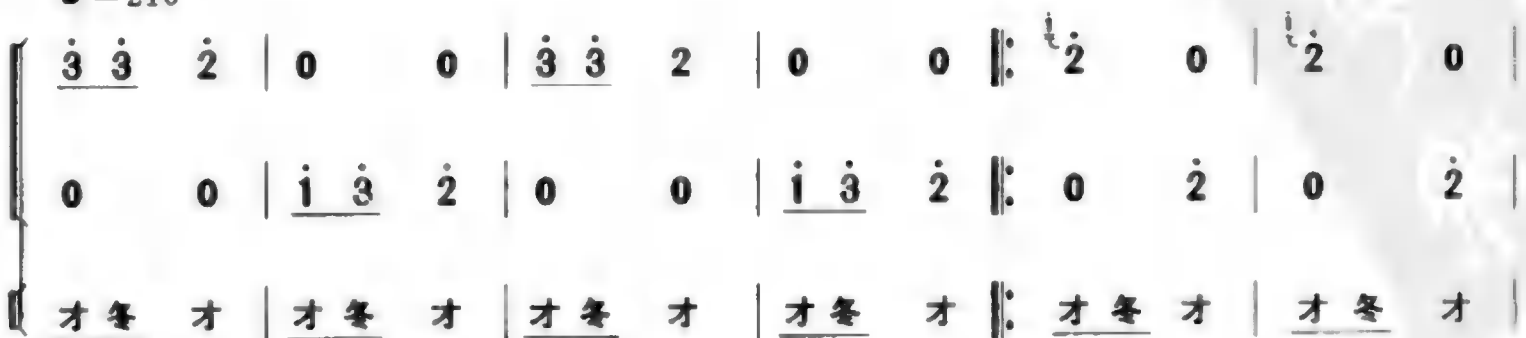 3̇ 3̇ 2̇ | 0 0 | 3̇ 3̇ 2 | 0 0 𝄆 2̇ 0 | 2̇ 0 |
0 0 | i 3̇ 2̇ | 0 0 | i 3̇ 2̇ 𝄆 0 2̇ | 0 2̇ |
才冬 才 | 才冬 才 | 才冬 才 | 才冬 才 𝄆 才冬 才 | 才冬 才